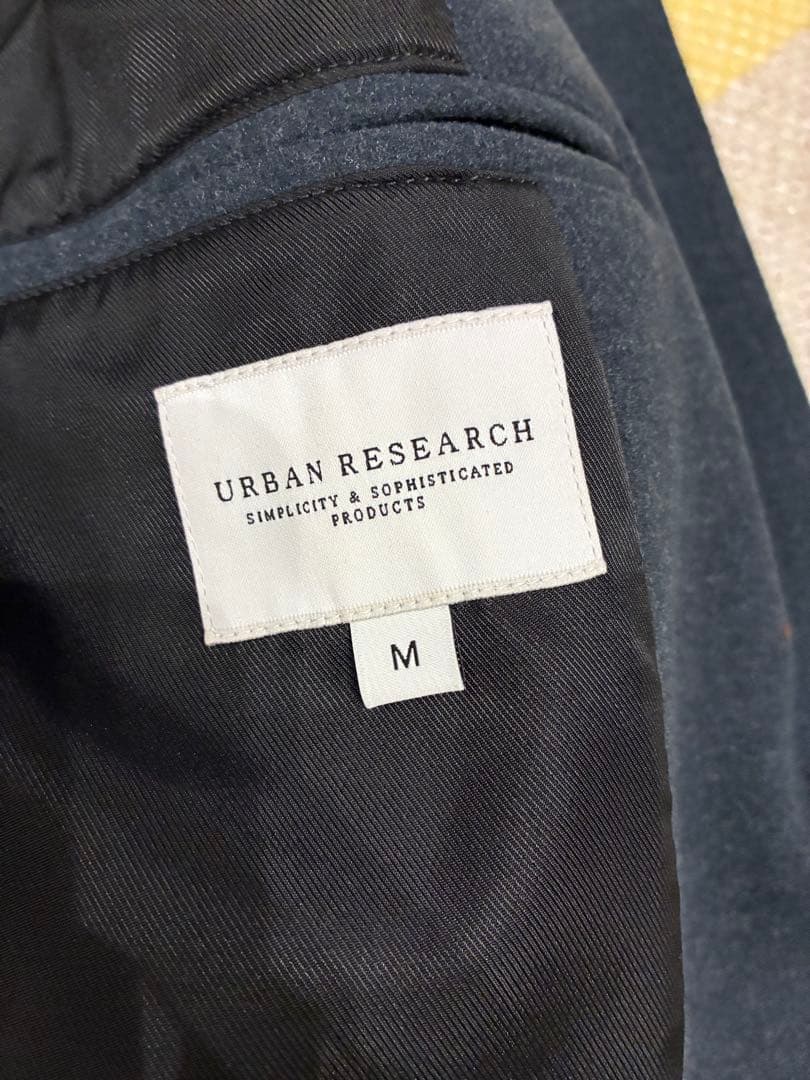 URBAN RESEARCH
SIMPLICITY & SOPHISTICATED
PRODUCTS
M